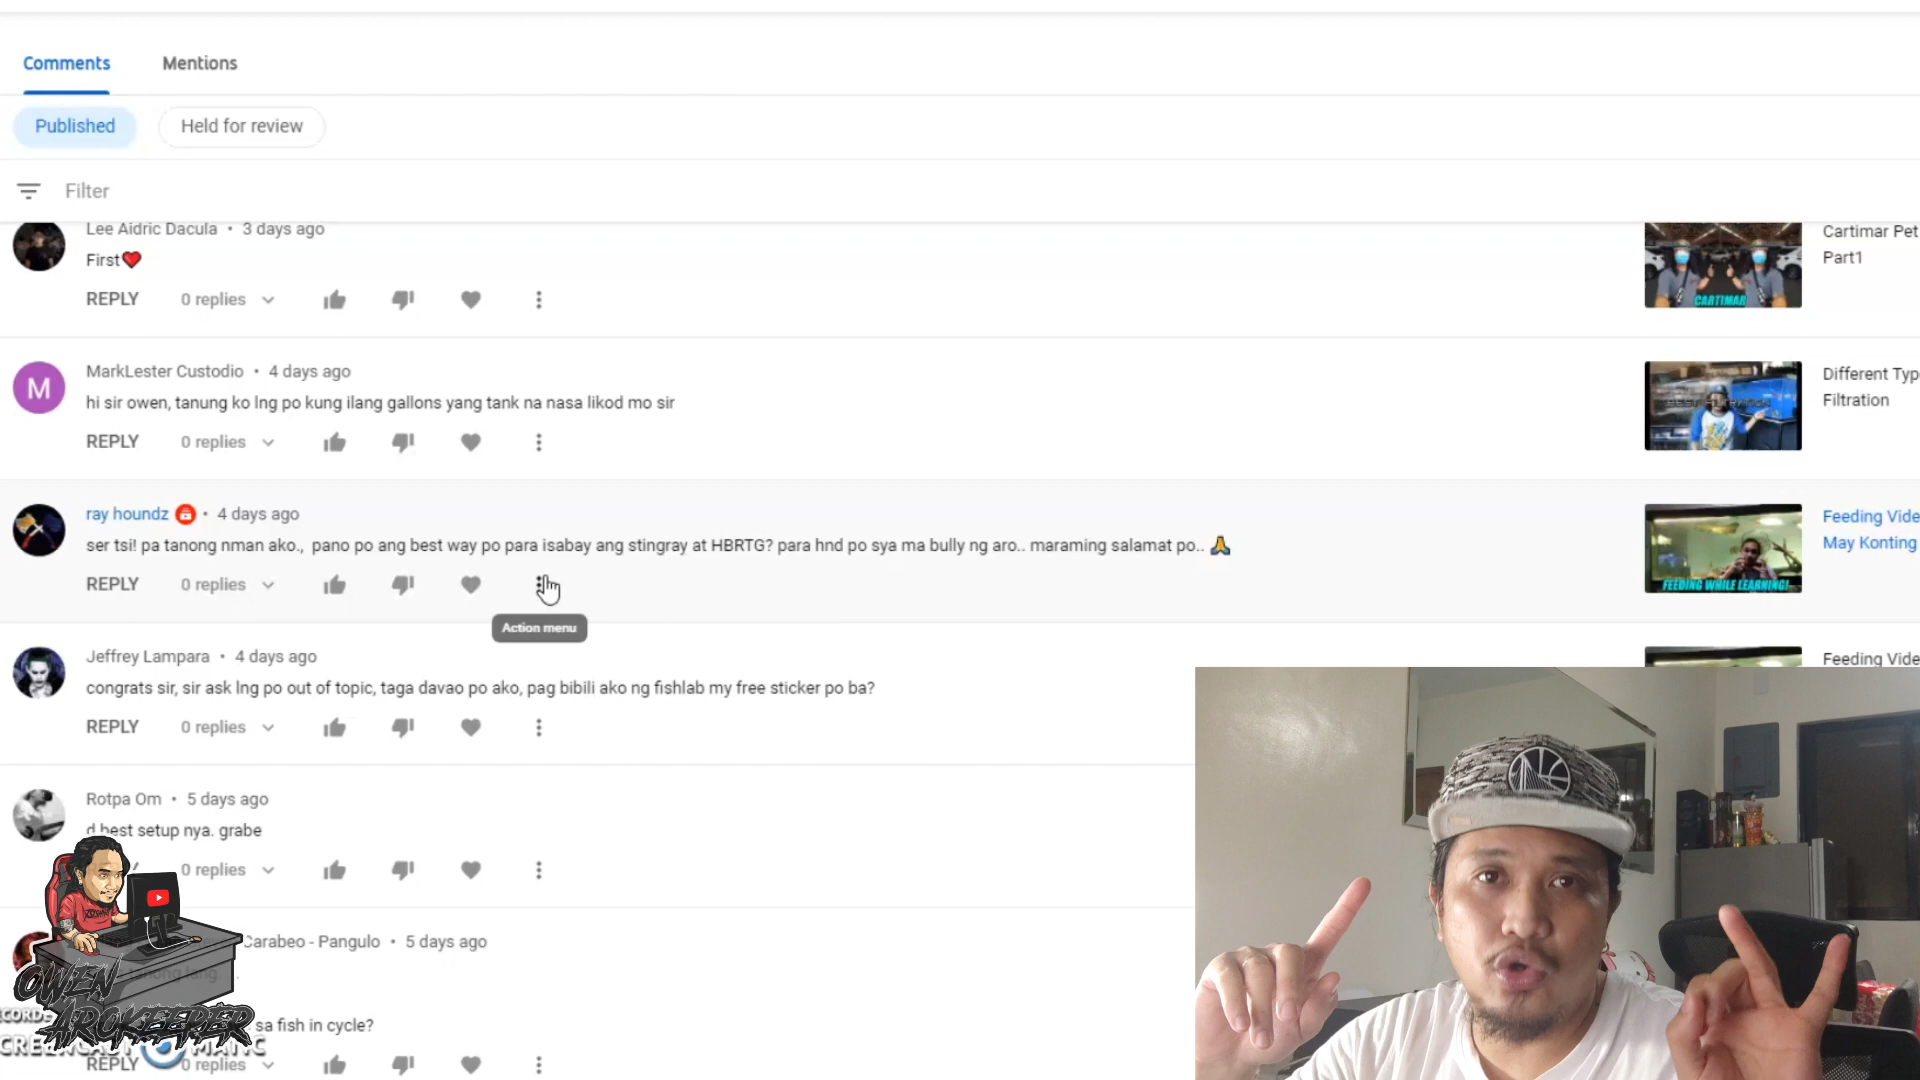 Comments
Mentions
Published
Held for review
Filter
Lee Aidric Dacula • 3 days ago
First❤️
REPLY 0 replies
Cartimar Pet
Part1
CARTIMAR
M
MarkLester Custodio • 4 days ago
hi sir owen, tanung ko lng po kung ilang gallons yang tank na nasa likod mo sir
REPLY 0 replies
BEST FILTRATION
Different Typ
Filtration
ray houndz • 4 days ago
ser tsi! pa tanong nman ako., pano po ang best way po para isabay ang stingray at HBRTG? para hnd po sya ma bully ng aro.. maraming salamat po.. 🙏
REPLY 0 replies
Action menu
FEEDING WHILE LEARNING!
Feeding Vide
May Konting
Jeffrey Lampara • 4 days ago
congrats sir, sir ask lng po out of topic, taga davao po ako, pag bibili ako ng fishlab my free sticker po ba?
REPLY 0 replies
Feeding Vide
Rotpa Om • 5 days ago
d best setup nya. grabe
0 replies
Carabeo - Pangulo • 5 days ago
tanong lang
sa fish in cycle?
REPLY 0 replies
OWEN
AROKEEPER